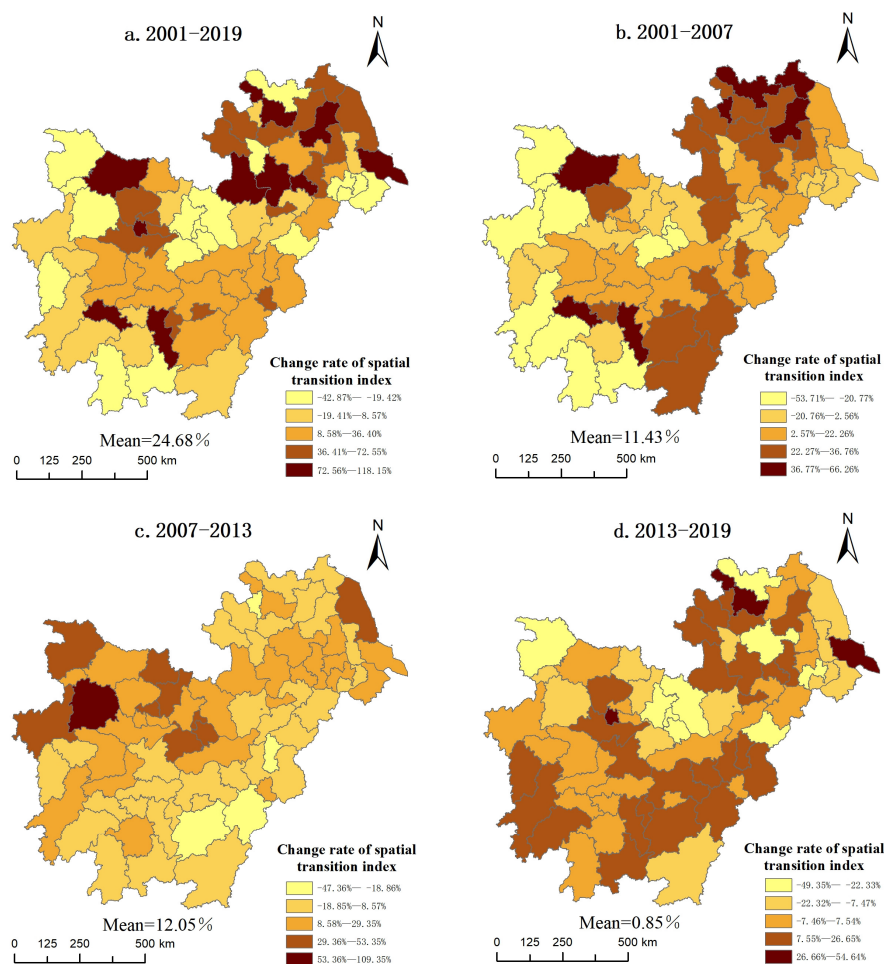 a. 2001-2019
N
Change rate of spatial
transition index
-42.87%— -19.42%
-19.41%—8.57%
8.58%—36.40%
36.41%—72.55%
72.56%—118.15%
Mean=24.68%
0 250 500 km
b. 2001-2007
N
Change rate of spatial
transition index
-53.71%— -20.77%
-20.76%—2.56%
2.57%—22.26%
22.27%—36.76%
36.77%—66.26%
Mean=11.43%
0 250 500 km
c. 2007-2013
N
Change rate of spatial
transition index
-47.36%— -18.86%
-18.85%—8.57%
8.58%—29.35%
29.36%—53.35%
53.36%—109.35%
Mean=12.05%
0 250 500 km
d. 2013-2019
N
Change rate of spatial
transition index
-49.35%— -22.33%
-22.32%— -7.47%
-7.46%—7.54%
7.55%—26.65%
26.66%—54.64%
Mean=0.85%
0 250 500 km